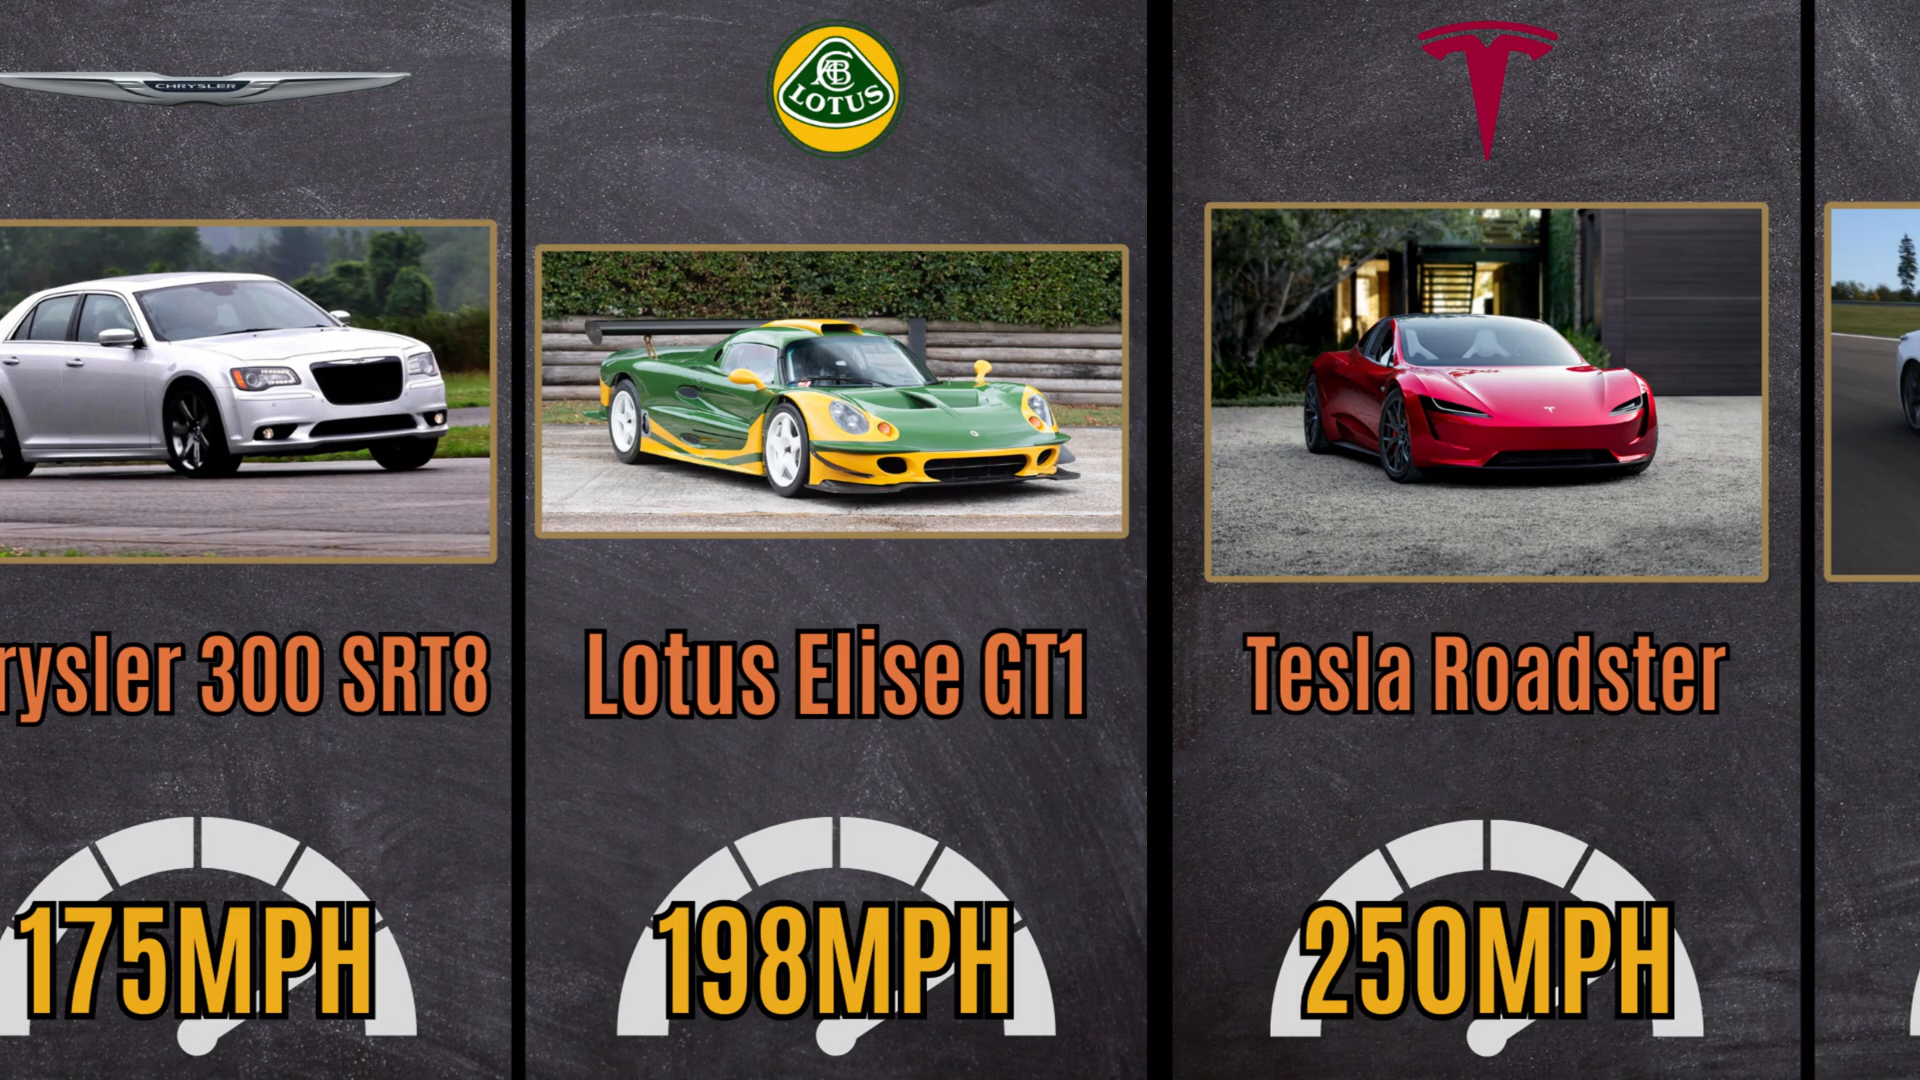 CHRYSLER
LOTUS
rysler 300 SRT8
Lotus Elise GT1
Tesla Roadster
175MPH
198MPH
250MPH